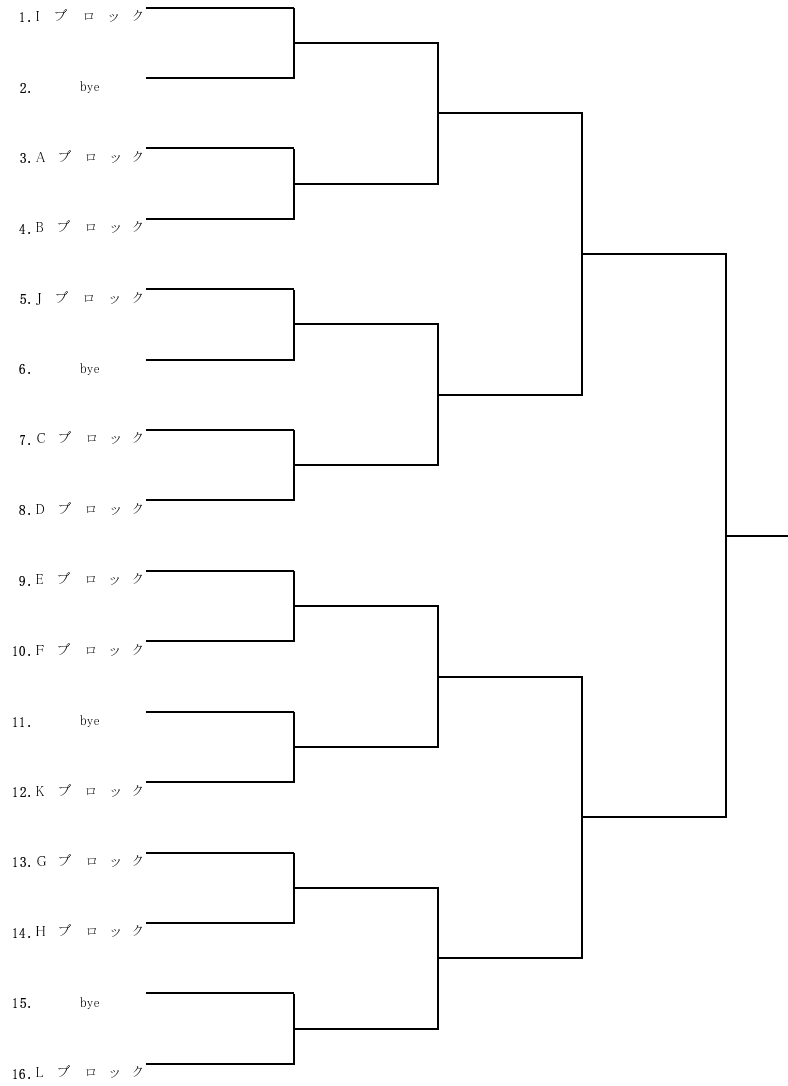 1. I ブロック
2. bye
3. A ブロック
4. B ブロック
5. J ブロック
6. bye
7. C ブロック
8. D ブロック
9. E ブロック
10. F ブロック
11. bye
12. K ブロック
13. G ブロック
14. H ブロック
15. bye
16. L ブロック